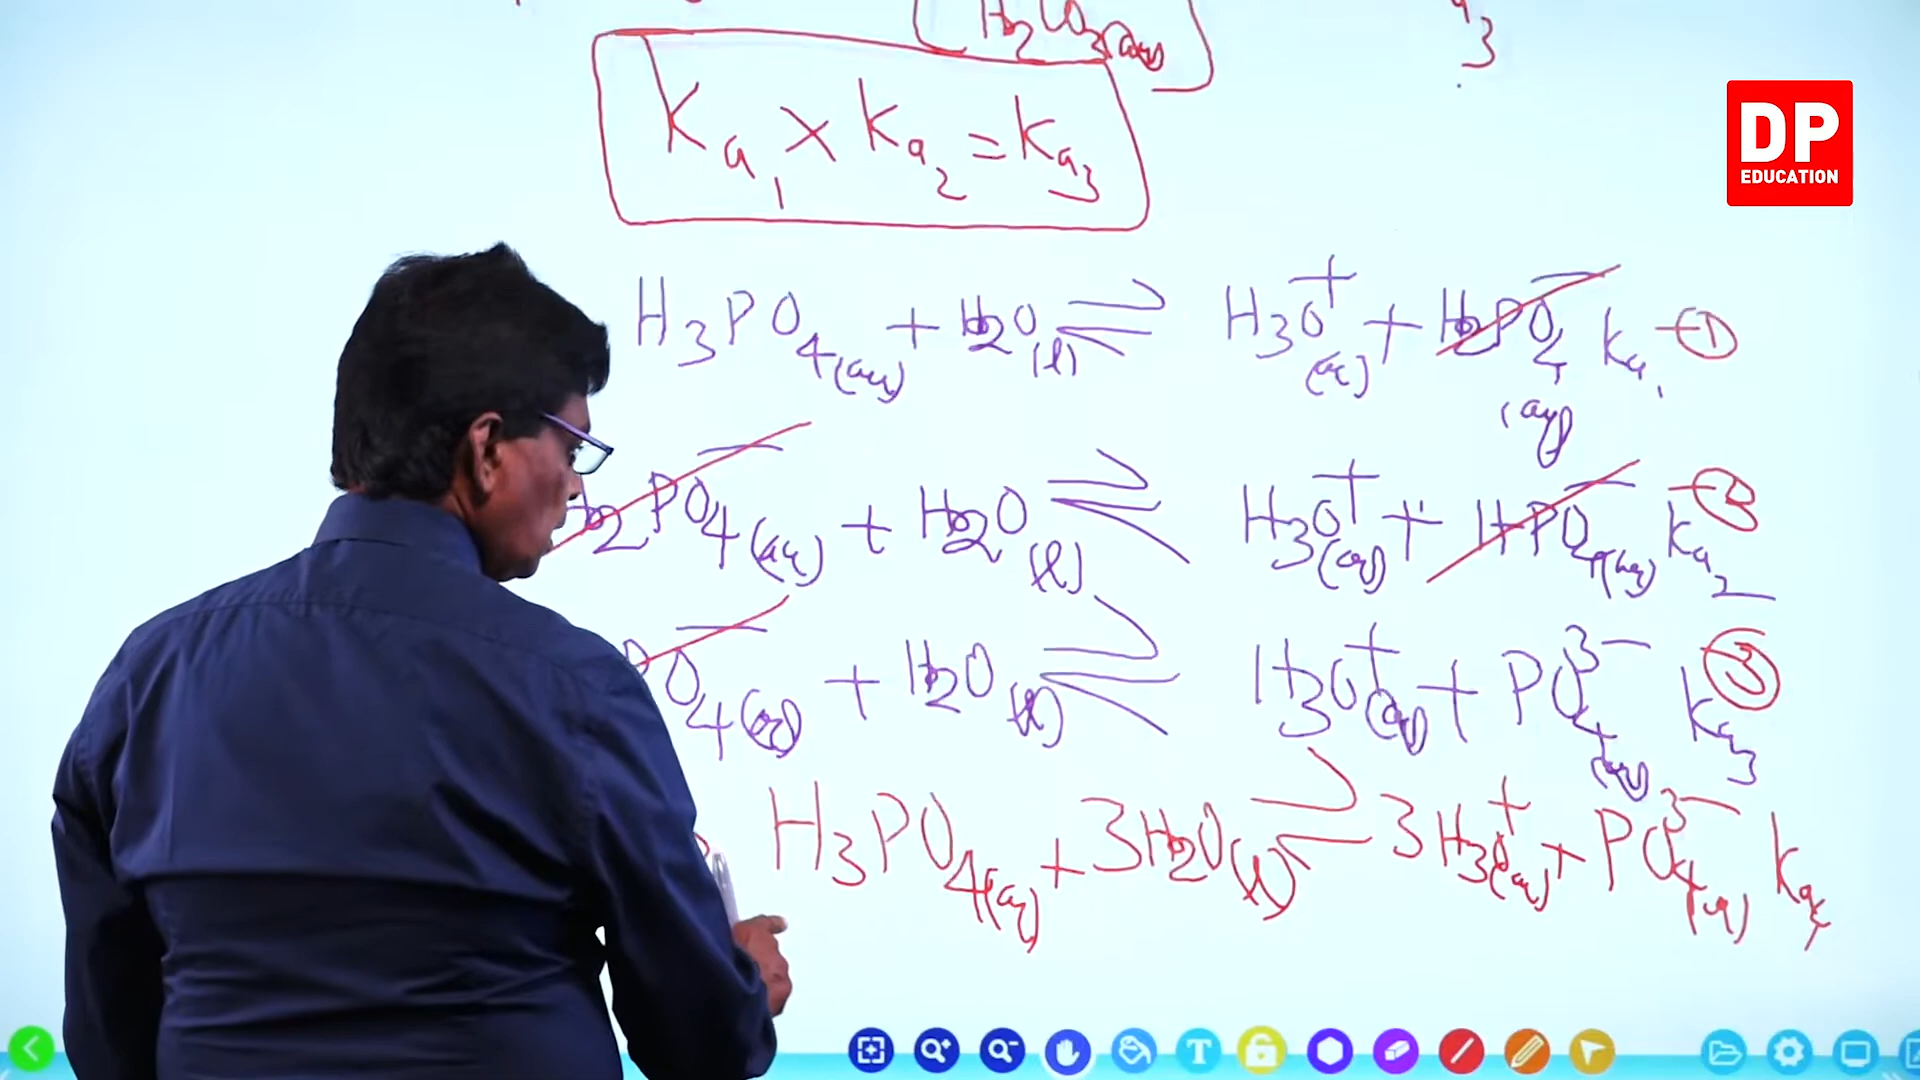 H2CO3(aq)
a3
Ka1 × Ka2 = Ka3
DP
EDUCATION
H3PO4(aq) + H2O(l) ⇌ H3O+(aq) + H2PO4−(aq) Ka1 —①
H2PO4−(aq) + H2O(l) ⇌ H3O+(aq) + HPO4−(aq) Ka2 —②
PO4−(aq) + H2O(l) ⇌ H3O+(aq) + PO43−(aq) Ka3 ③
H3PO4(aq) + 3H2O(l) ⇌ 3H3O+(aq) + PO43−(aq) Ka
T